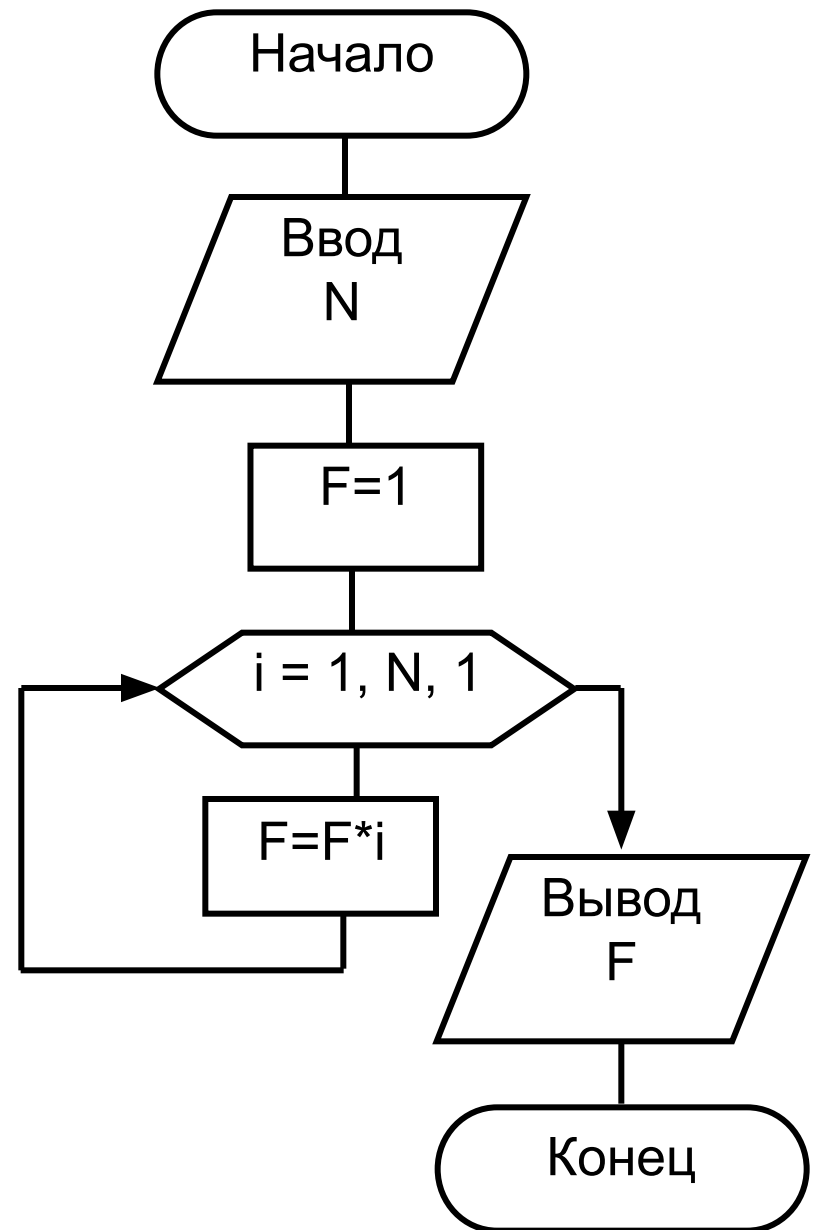 Начало
Ввод
N
F=1
i = 1, N, 1
F=F*i
Вывод
F
Конец